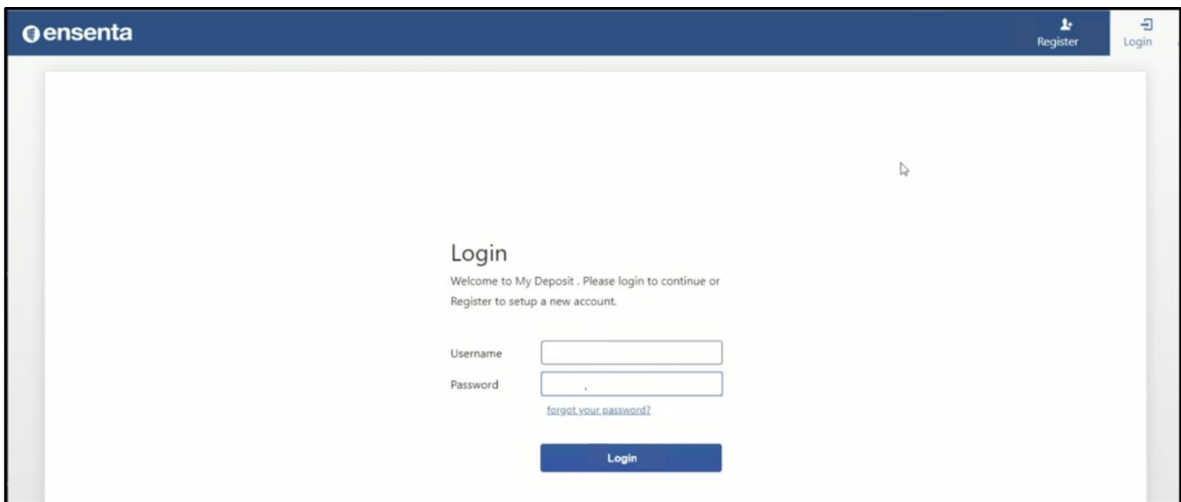 ensenta
Register
Login
Login
Welcome to My Deposit . Please login to continue or
Register to setup a new account.
Username
Password
forgot your password?
Login